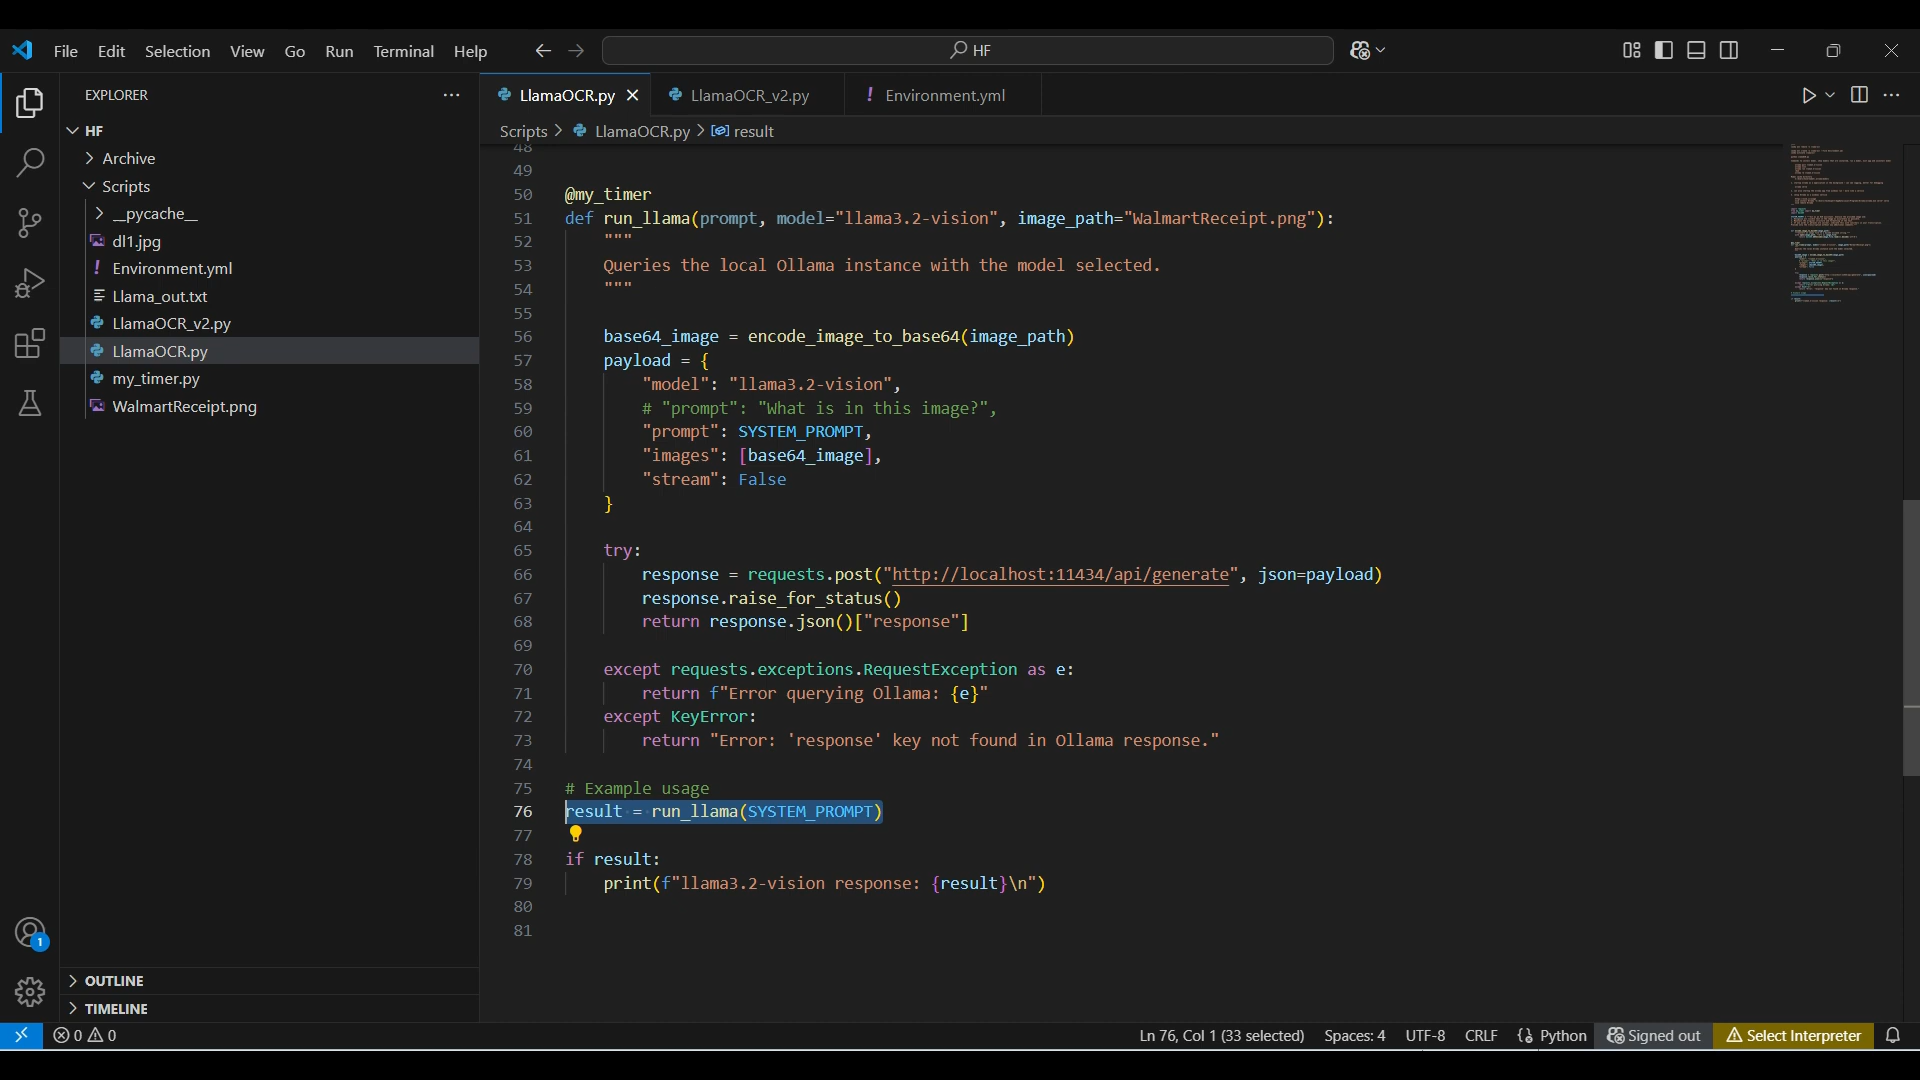 File Edit Selection View Go Run Terminal Help
HF
EXPLORER
HF
Archive
Scripts
__pycache__
dl1.jpg
! Environment.yml
Llama_out.txt
LlamaOCR_v2.py
LlamaOCR.py
my_timer.py
WalmartReceipt.png
OUTLINE
TIMELINE
LlamaOCR.py LlamaOCR_v2.py ! Environment.yml
Scripts > LlamaOCR.py > result
48
49
50 @my_timer
51 def run_llama(prompt, model="llama3.2-vision", image_path="WalmartReceipt.png"):
52 """
53 Queries the local Ollama instance with the model selected.
54 """
55
56 base64_image = encode_image_to_base64(image_path)
57 payload = {
58 "model": "llama3.2-vision",
59 # "prompt": "What is in this image?",
60 "prompt": SYSTEM_PROMPT,
61 "images": [base64_image],
62 "stream": False
63 }
64
65 try:
66 response = requests.post("http://localhost:11434/api/generate", json=payload)
67 response.raise_for_status()
68 return response.json()["response"]
69
70 except requests.exceptions.RequestException as e:
71 return f"Error querying Ollama: {e}"
72 except KeyError:
73 return "Error: 'response' key not found in Ollama response."
74
75 # Example usage
76 result = run_llama(SYSTEM_PROMPT)
77
78 if result:
79 print(f"llama3.2-vision response: {result}\n")
80
81
1
0 0 Ln 76, Col 1 (33 selected) Spaces: 4 UTF-8 CRLF Python Signed out Select Interpreter